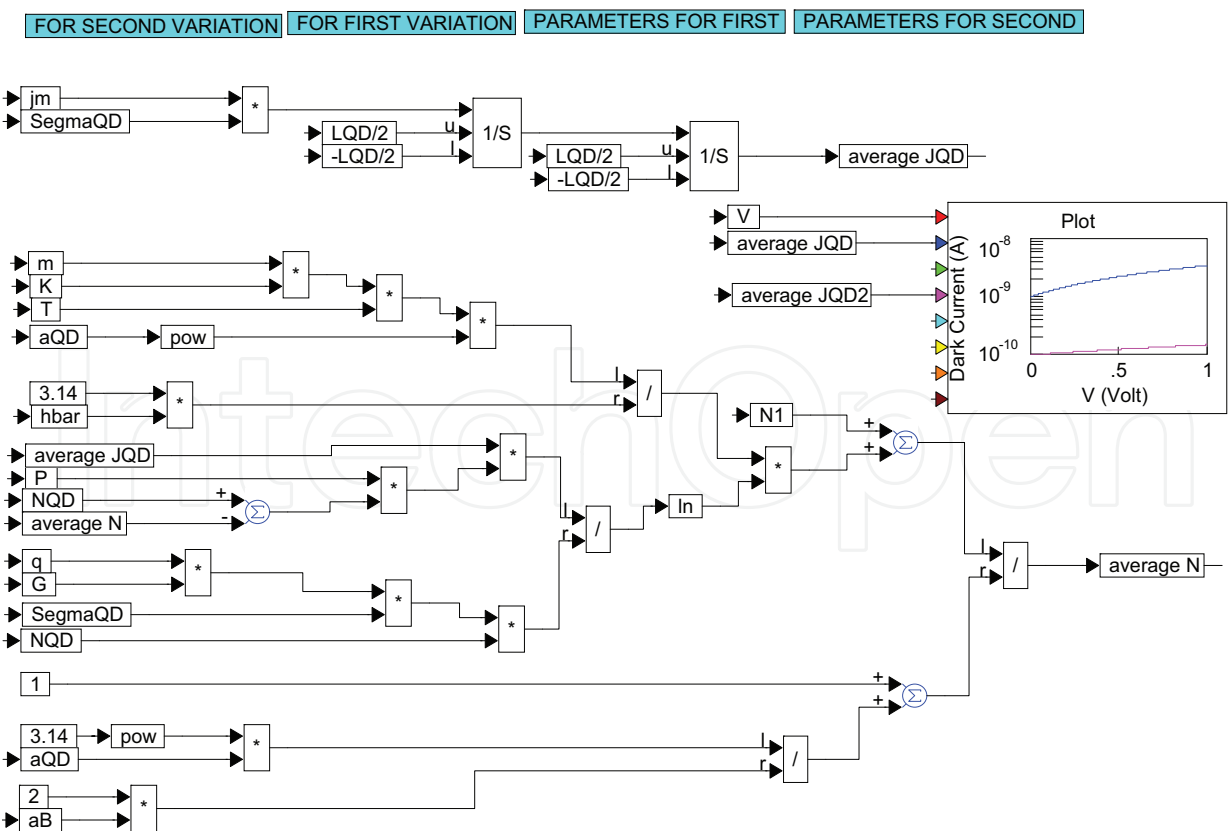 FOR SECOND VARIATION
FOR FIRST VARIATION
PARAMETERS FOR FIRST
PARAMETERS FOR SECOND
jm
SegmaQD
*
LQD/2
-LQD/2
u
l
1/S
LQD/2
-LQD/2
u
l
1/S
average JQD
V
average JQD
average JQD2
Plot
Dark Current (A)
10-8
10-9
10-10
0 .5 1
V (Volt)
m
K
*
T
*
aQD
pow
*
3.14
hbar
*
l
r
/
N1
average JQD
P
NQD
average N
+
-
Σ
*
*
l
r
/
ln
*
+
+
Σ
q
G
*
SegmaQD
*
NQD
*
l
r
/
average N
1
+
+
Σ
3.14
pow
aQD
*
l
r
/
2
aB
*
IntechOpen